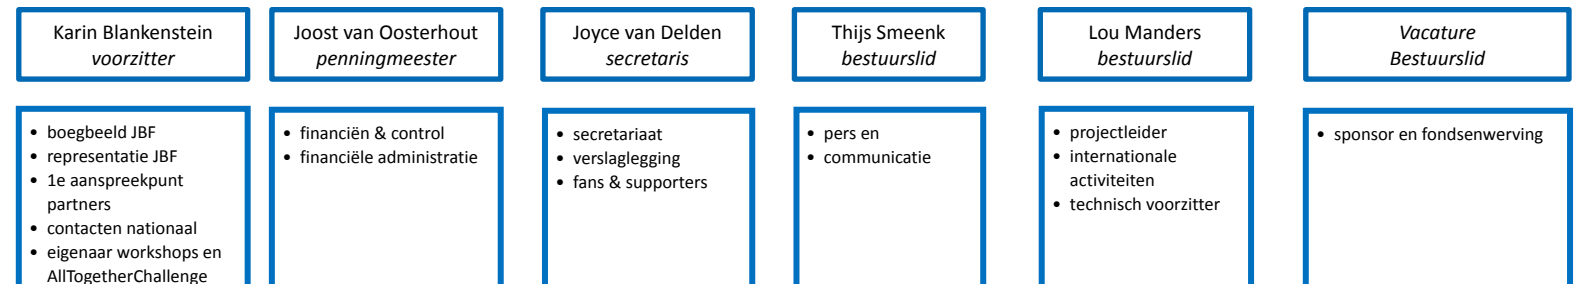 Karin Blankenstein
voorzitter
Joost van Oosterhout
penningmeester
Joyce van Delden
secretaris
Thijs Smeenk
bestuurslid
Lou Manders
bestuurslid
Vacature
Bestuurslid
• boegbeeld JBF
• representatie JBF
• 1e aanspreekpunt
partners
• contacten nationaal
• eigenaar workshops en
AllTogetherChallenge
• financiën & control
• financiële administratie
• secretariaat
• verslaglegging
• fans & supporters
• pers en
• communicatie
• projectleider
• internationale
activiteiten
• technisch voorzitter
• sponsor en fondsenwerving